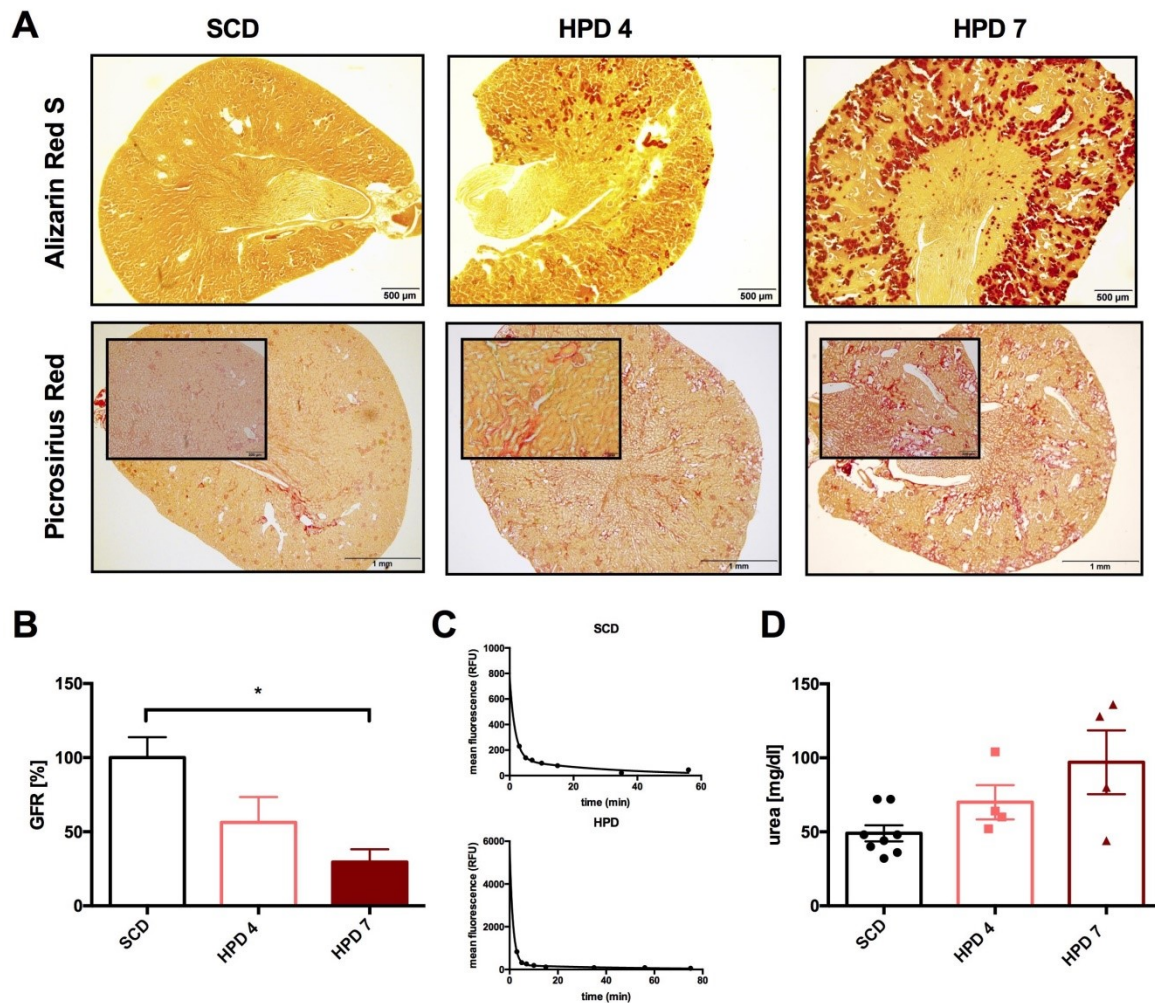 A
SCD
HPD 4
HPD 7
Alizarin Red S
500 µm
500 µm
500 µm
Picrosirius Red
1 mm
1 mm
1 mm
B
GFR [%]
150
100
50
0
*
SCD
HPD 4
HPD 7
C
SCD
mean fluorescence (RFU)
1000
800
600
400
200
0
0 20 40 60
time (min)
HPD
mean fluorescence (RFU)
6000
4000
2000
0
0 20 40 60 80
time (min)
D
urea [mg/dl]
150
100
50
0
SCD
HPD 4
HPD 7